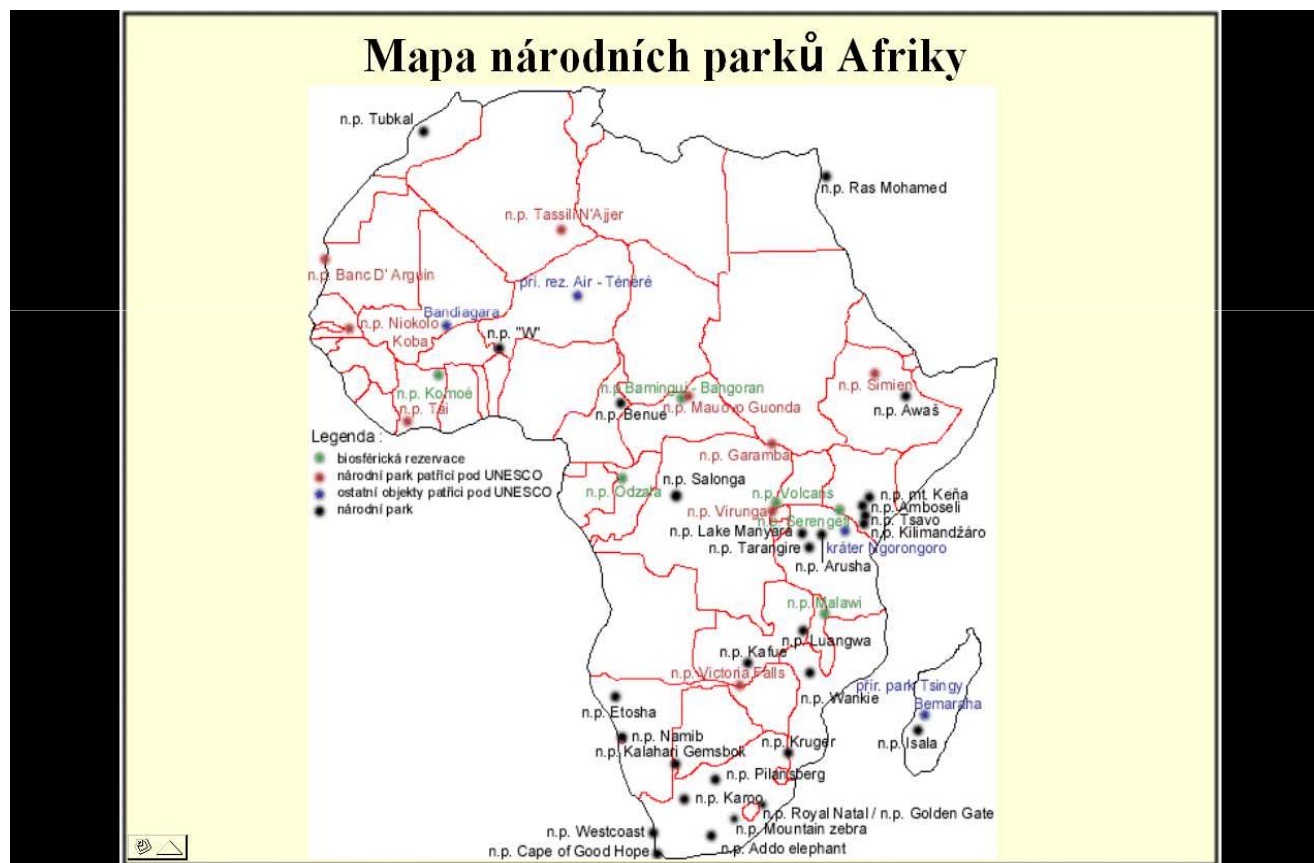 Mapa národních parků Afriky
n.p. Tubkal
n.p. Ras Mohamed
n.p. Tassili N'Ajjer
n.p. Banc D' Arguin
pří. rez. Air - Ténéré
Bandiagara
n.p. Niokolo
Koba
n.p. "W"
n.p. Komoé
n.p. Tai
n.p Bamingui - Bangoran
n.p. Mauovo Guonda
n.p. Benue
n.p. Simien
n.p. Awaš
Legenda :
biosférická rezervace
národní park patřící pod UNESCO
ostatní objekty patřící pod UNESCO
národní park
n.p. Garamba
n.p. Salonga
n.p. Odzala
n.p. Volcans
n.p. Virunga
n.p. Serengeti
n.p. mt. Keňa
n.p. Amboseli
n.p. Tsavo
n.p. Kilimandžáro
n.p. Lake Manyara
n.p. Tarangire
kráter Ngorongoro
n.p. Arusha
n.p. Malawi
n.p. Luangwa
n.p. Kafue
n.p. Victoria Falls
n.p. Wankie
přír. park Tsingy
Bemaraha
n.p. Isala
n.p. Etosha
n.p. Namib
n.p. Kalahari Gemsbok
n.p. Kruger
n.p. Pilansberg
n.p. Karoo
n.p. Royal Natal / n.p. Golden Gate
n.p. Mountain zebra
n.p. Addo elephant
n.p. Westcoast
n.p. Cape of Good Hope